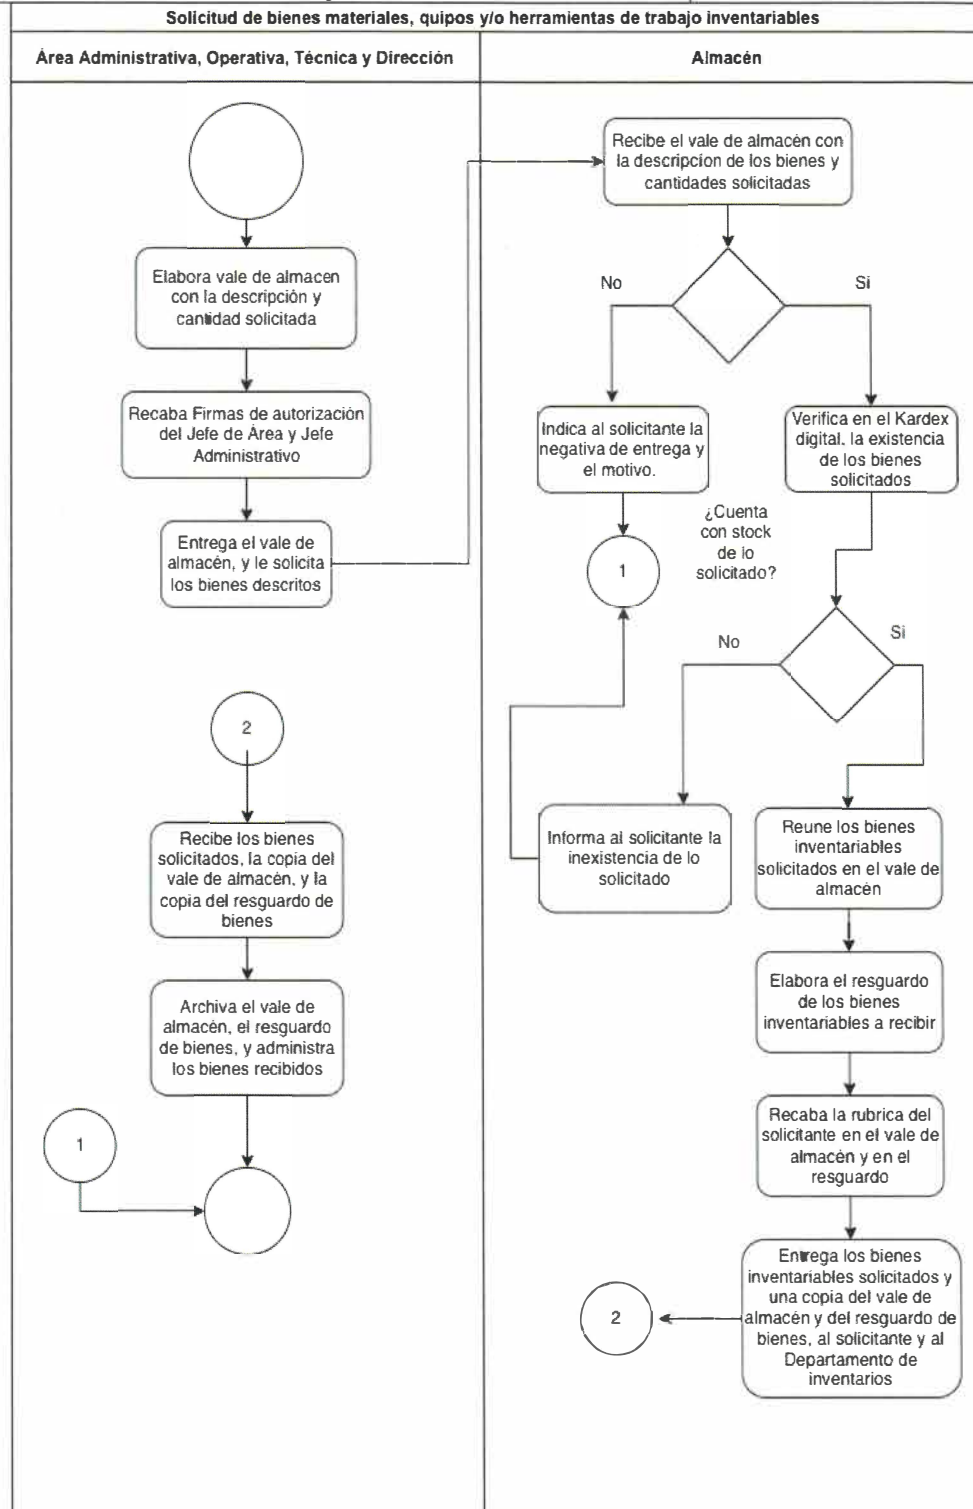 Solicitud de bienes materiales, quipos y/o herramientas de trabajo inventariables
Área Administrativa, Operativa, Técnica y Dirección
Almacén
Elabora vale de almacen
con la descripción y
cantidad solicitada
Recaba Firmas de autorización
del Jefe de Área y Jefe
Administrativo
Entrega el vale de
almacén, y le solicita
los bienes descritos
2
Recibe los bienes
solicitados, la copia del
vale de almacén, y la
copia del resguardo de
bienes
Archiva el vale de
almacén, el resguardo
de bienes, y administra
los bienes recibidos
1
Recibe el vale de almacén con
la descripcion de los bienes y
cantidades solicitadas
No
Si
Indica al solicitante la
negativa de entrega y
el motivo.
Verifica en el Kardex
digital, la existencia
de los bienes
solicitados
1
¿Cuenta
con stock
de lo
solicitado?
No
Si
Informa al solicitante la
inexistencia de lo
solicitado
Reune los bienes
inventariables
solicitados en el vale de
almacén
Elabora el resguardo
de los bienes
inventariables a recibir
Recaba la rubrica del
solicitante en el vale de
almacén y en el
resguardo
Entrega los bienes
inventariables solicitados y
una copia del vale de
almacén y del resguardo de
bienes, al solicitante y al
Departamento de
inventarios
2